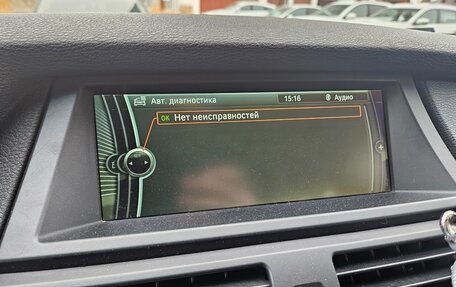 Авт. диагностика 15:16 Аудио
OK Нет неисправностей